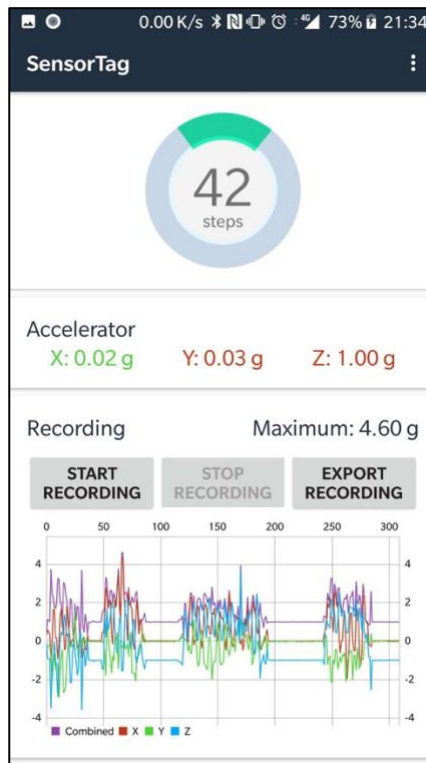 0.00 K/s 4G 73% 21:34
SensorTag
42
steps
Accelerator
X: 0.02 g Y: 0.03 g Z: 1.00 g
Recording Maximum: 4.60 g
START RECORDING
STOP RECORDING
EXPORT RECORDING
0 50 100 150 200 250 300
4 4
2 2
0 0
-2 -2
-4 -4
Combined X Y Z